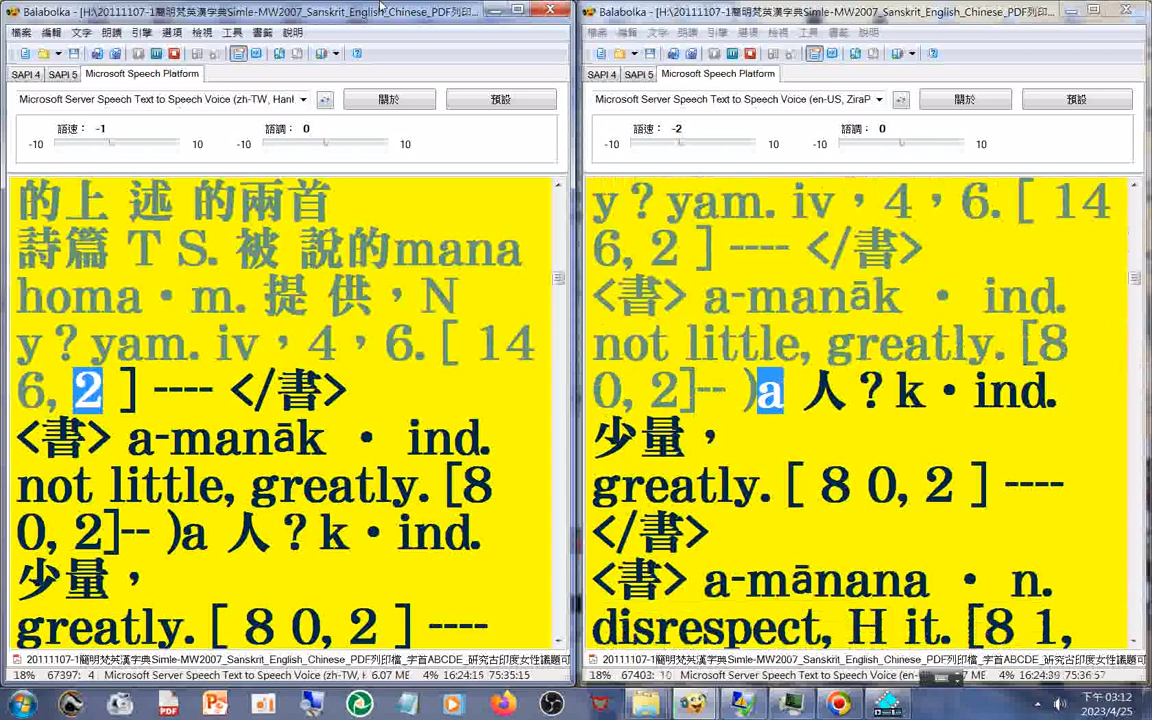 Balabolka - [H:\20111107-1簡明梵英漢字典Simle-MW2007_Sanskrit_English_Chinese_PDF列印...
檔案 編輯 文字 朗讀 引擎 選項 檢視 工具 書籤 說明
SAPI 4 SAPI 5 Microsoft Speech Platform
Microsoft Server Speech Text to Speech Voice (zh-TW, Hanl 關於 預設
語速： -1 語調： 0
-10 10 -10 10
的上 述 的兩首
詩篇 T S. 被 說的mana
homa・m. 提 供，N
y？yam. iv，4，6. [ 14
6, 2 ] ---- </書>
<書> a-manāk ・ ind.
not little, greatly. [8
0, 2]-- )a 人？k・ind.
少量，
greatly. [ 8 0, 2 ] ----
20111107-1簡明梵英漢字典Simle-MW2007_Sanskrit_English_Chinese_PDF列印檔_字首ABCDE_研究古印度女性議題可
18% 67397: 4 Microsoft Server Speech Text to Speech Voice (zh-TW, H 6.07 MB 4% 16:24:15 75:35:15
Balabolka - [H:\20111107-1簡明梵英漢字典Simle-MW2007_Sanskrit_English_Chinese_PDF列印...
檔案 編輯 文字 朗讀 引擎 選項 檢視 工具 書籤 說明
SAPI 4 SAPI 5 Microsoft Speech Platform
Microsoft Server Speech Text to Speech Voice (en-US, ZiraP 關於 預設
語速： -2 語調： 0
-10 10 -10 10
y？yam. iv，4，6. [ 14
6, 2 ] ---- </書>
<書> a-manāk ・ ind.
not little, greatly. [8
0, 2]-- )a 人？k・ind.
少量，
greatly. [ 8 0, 2 ] ----
</書>
<書> a-mānana ・ n.
disrespect, H it. [8 1,
20111107-1簡明梵英漢字典Simle-MW2007_Sanskrit_English_Chinese_PDF列印檔_字首ABCDE_研究古印度女性議題可
18% 67403: 10 Microsoft Server Speech Text to Speech Voice (en-US, 4% 16:24:39 75:36:57
下午 03:12
2023/4/25